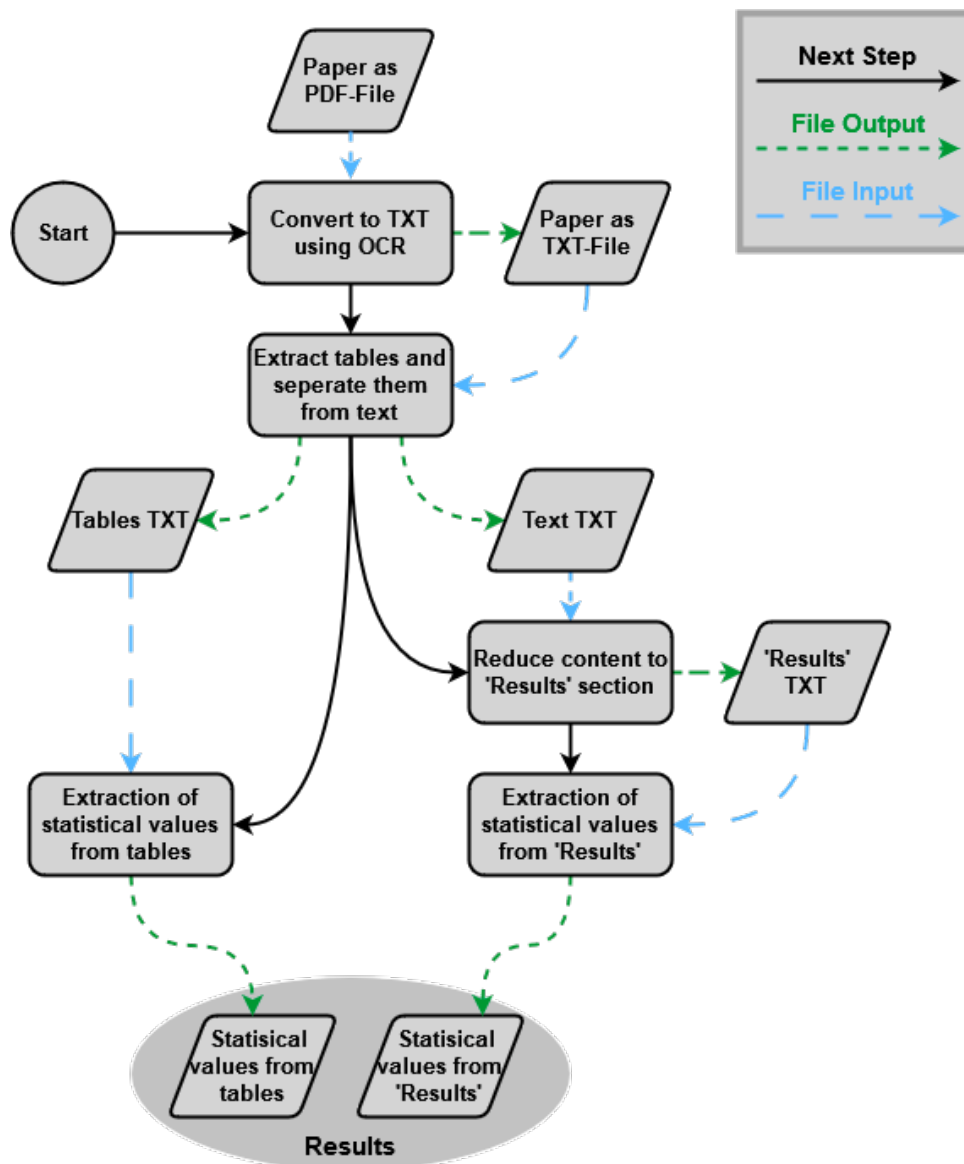 Paper as
PDF-File
Next Step
File Output
File Input
Start
Convert to TXT
using OCR
Paper as
TXT-File
Extract tables and
seperate them
from text
Tables TXT
Text TXT
Reduce content to
'Results' section
'Results'
TXT
Extraction of
statistical values
from tables
Extraction of
statistical values
from 'Results'
Statisical
values from
tables
Statistical
values from
'Results'
Results